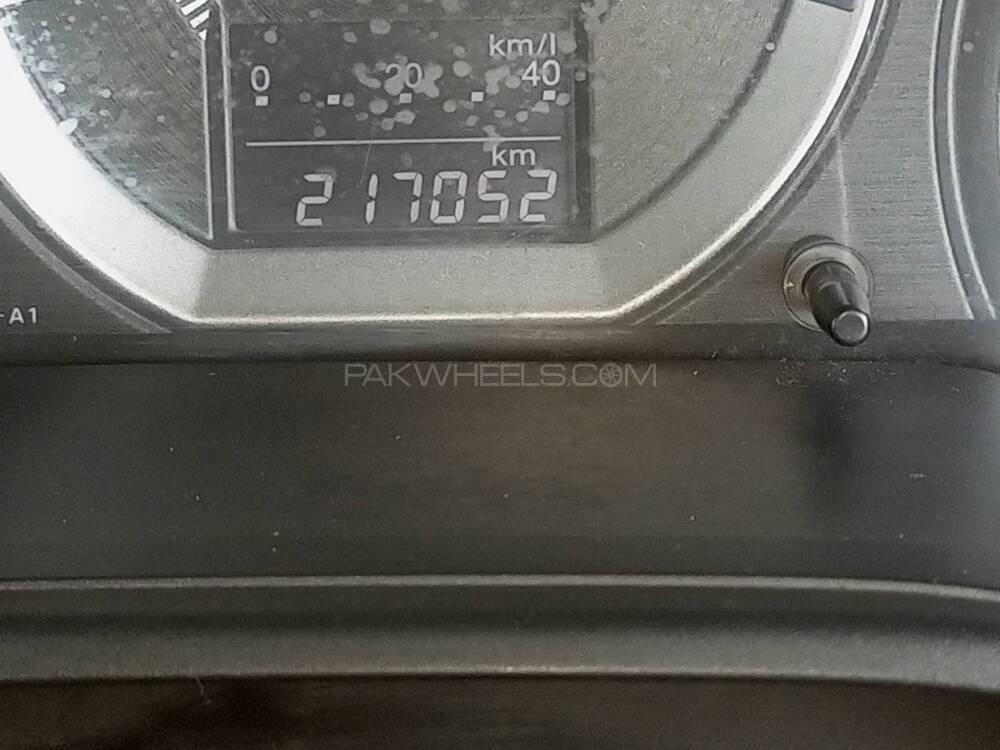 km/l
0 20 40
km
217052
-A1
PAKWHEELS.COM